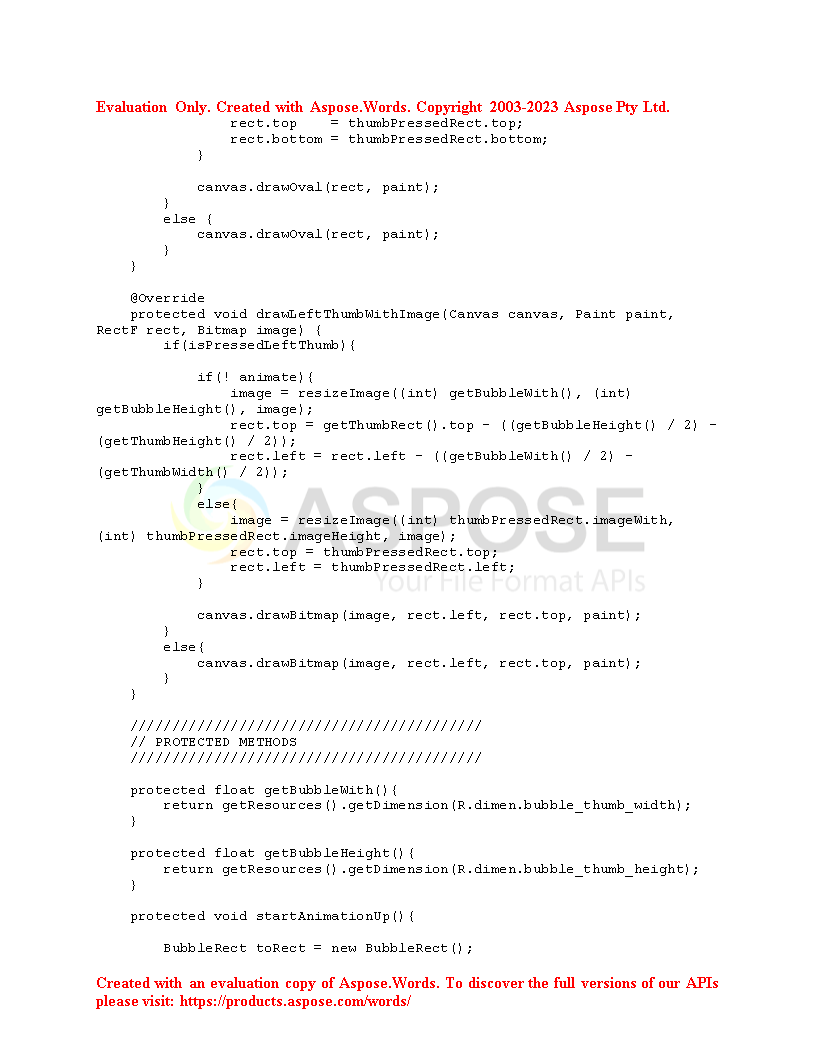 Evaluation Only. Created with Aspose.Words. Copyright 2003-2023 Aspose Pty Ltd.
rect.top    = thumbPressedRect.top;
rect.bottom = thumbPressedRect.bottom;
}
canvas.drawOval(rect, paint);
}
else {
canvas.drawOval(rect, paint);
}
}
@Override
protected void drawLeftThumbWithImage(Canvas canvas, Paint paint,
RectF rect, Bitmap image) {
if(isPressedLeftThumb){
if(! animate){
image = resizeImage((int) getBubbleWith(), (int)
getBubbleHeight(), image);
rect.top = getThumbRect().top - ((getBubbleHeight() / 2) -
(getThumbHeight() / 2));
rect.left = rect.left - ((getBubbleWith() / 2) -
(getThumbWidth() / 2));
}
else{
image = resizeImage((int) thumbPressedRect.imageWith,
(int) thumbPressedRect.imageHeight, image);
rect.top = thumbPressedRect.top;
rect.left = thumbPressedRect.left;
}
ASPOSE
Your File Format APIs
canvas.drawBitmap(image, rect.left, rect.top, paint);
}
else{
canvas.drawBitmap(image, rect.left, rect.top, paint);
}
}
//////////////////////////////////////////
// PROTECTED METHODS
//////////////////////////////////////////
protected float getBubbleWith(){
return getResources().getDimension(R.dimen.bubble_thumb_width);
}
protected float getBubbleHeight(){
return getResources().getDimension(R.dimen.bubble_thumb_height);
}
protected void startAnimationUp(){
BubbleRect toRect = new BubbleRect();
Created with an evaluation copy of Aspose.Words. To discover the full versions of our APIs
please visit: https://products.aspose.com/words/